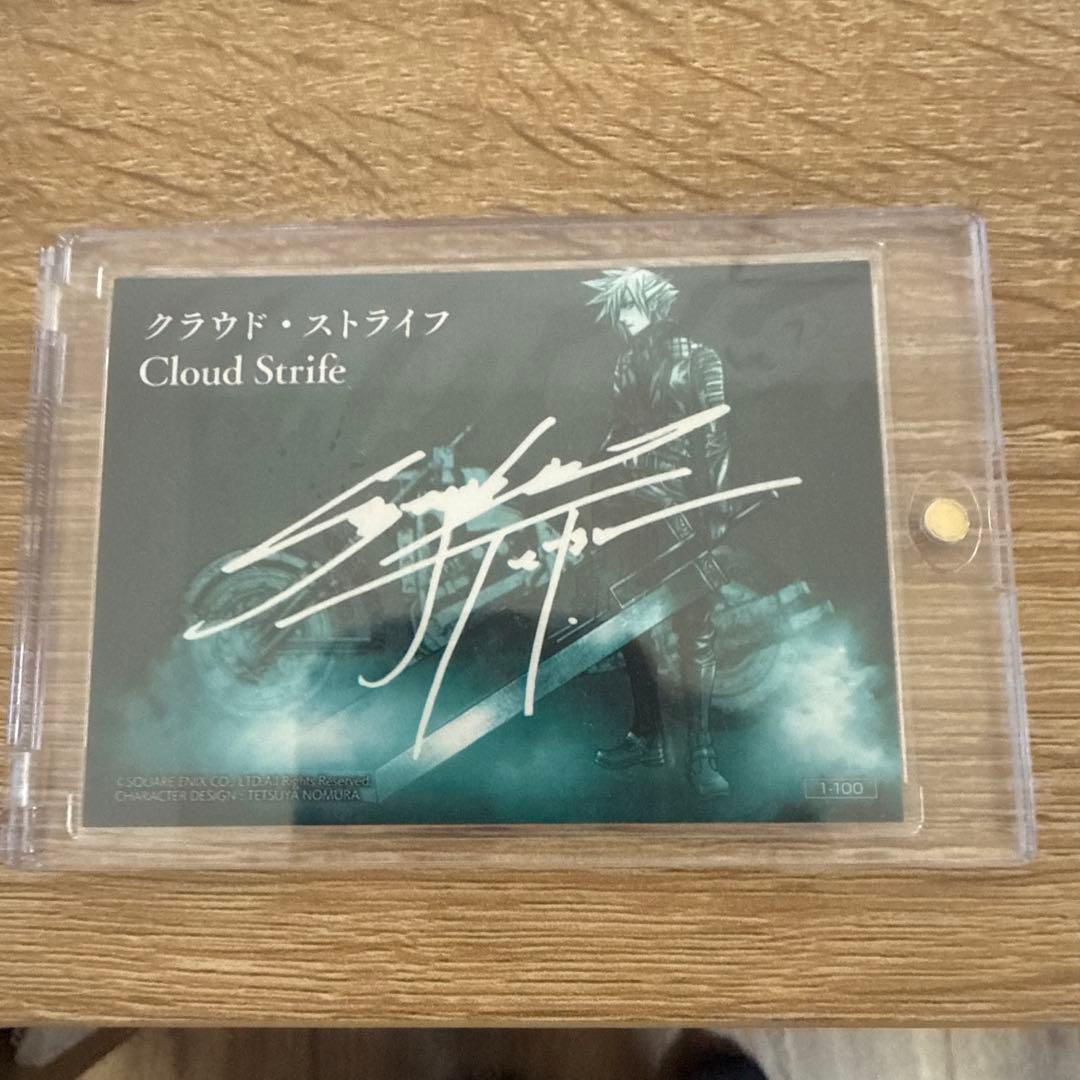 クラウド・ストライフ
Cloud Strife
©SQUARE ENIX CO., LTD.All Rights Reserved.
CHARACTER DESIGN : TETSUYA NOMURA
1-100